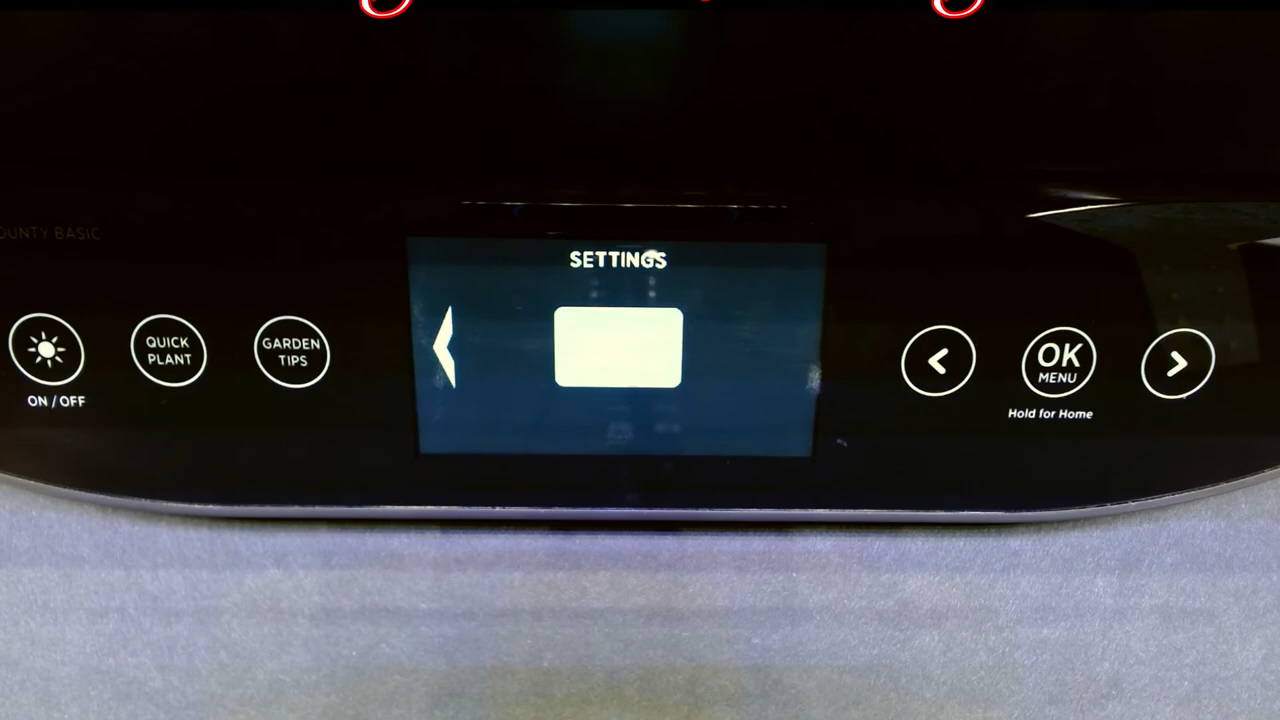 OUNTY BASIC
SETTINGS
QUICK
PLANT
GARDEN
TIPS
ON / OFF
OK
MENU
Hold for Home